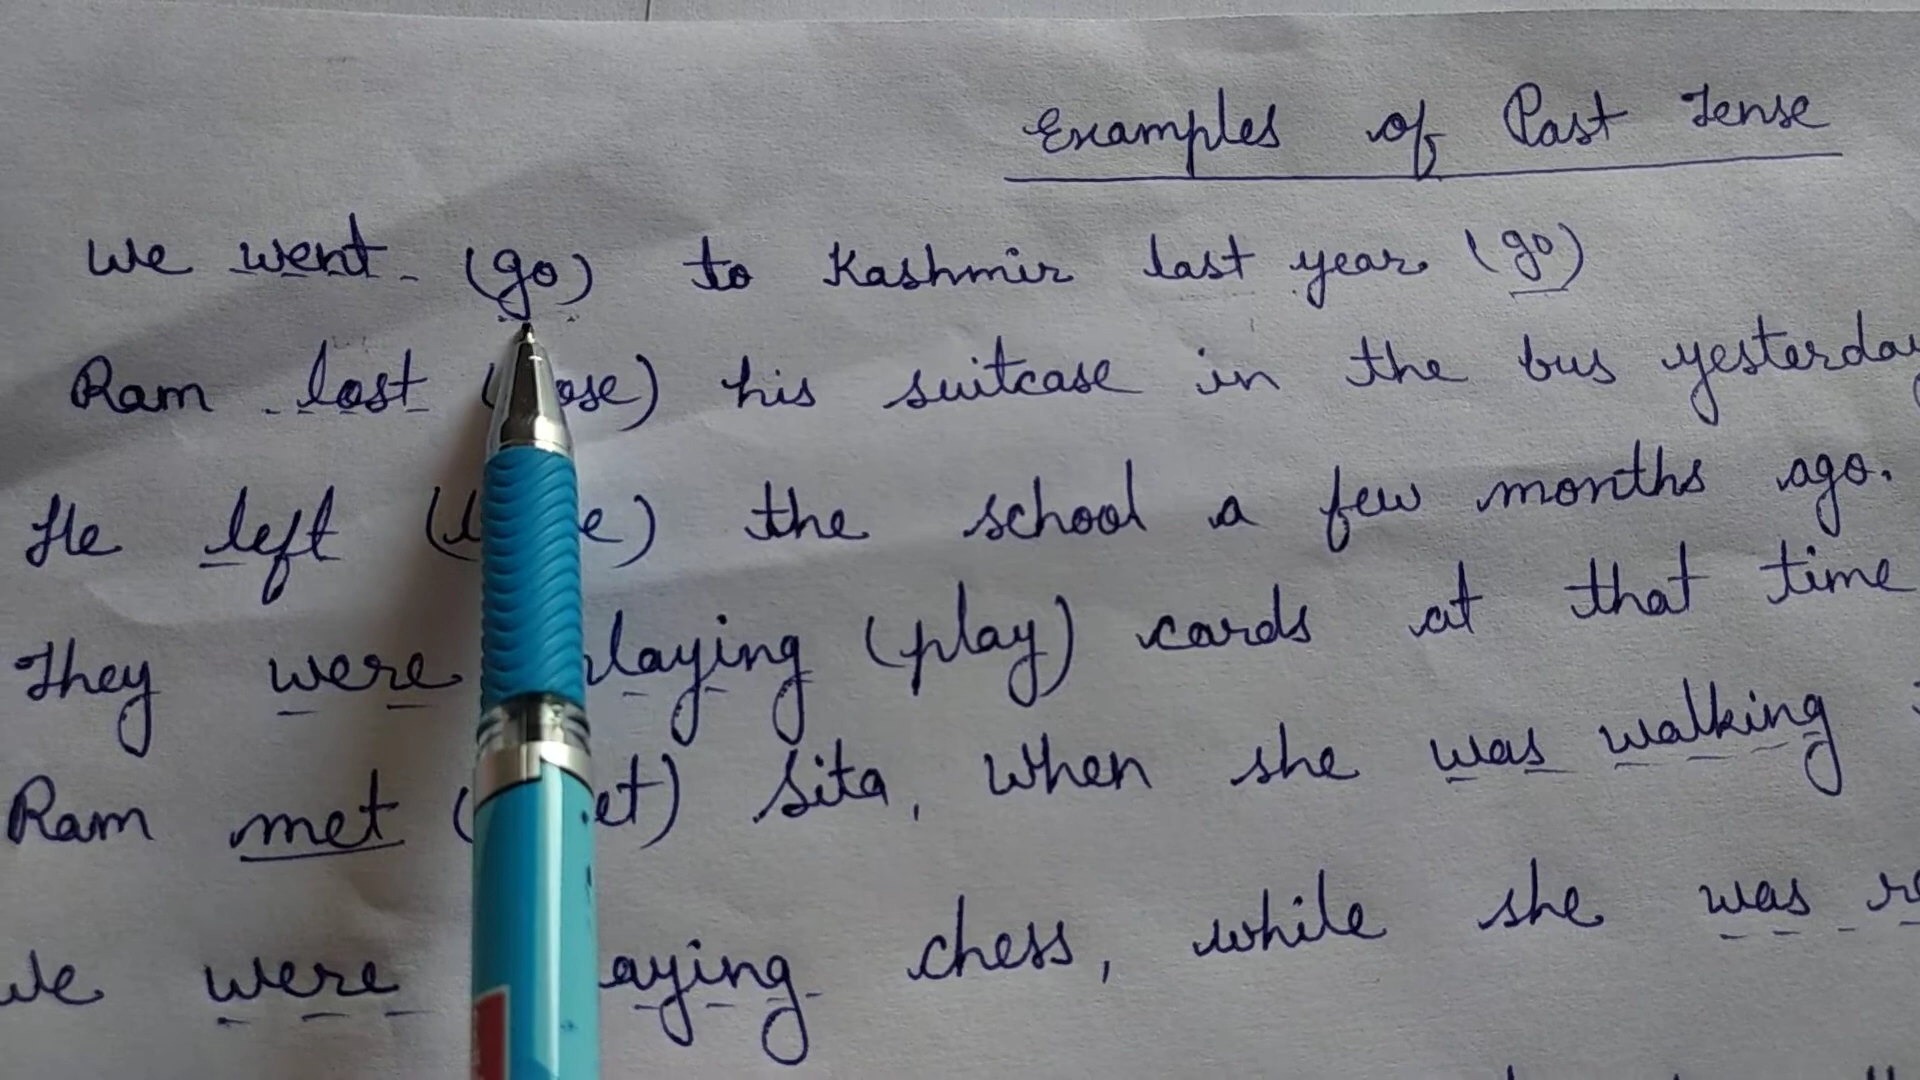 Examples of Past Tense
We went (go) to Kashmir last year (go)
Ram lost his suitcase in the bus yesterday
He left the school a few months ago.
They were (play) cards at that time
Ram met Sita, when she was walking
We were chess, while she was